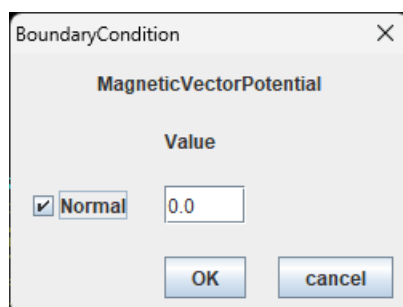 BoundaryCondition
MagneticVectorPotential
Value
Normal 0.0
OK cancel